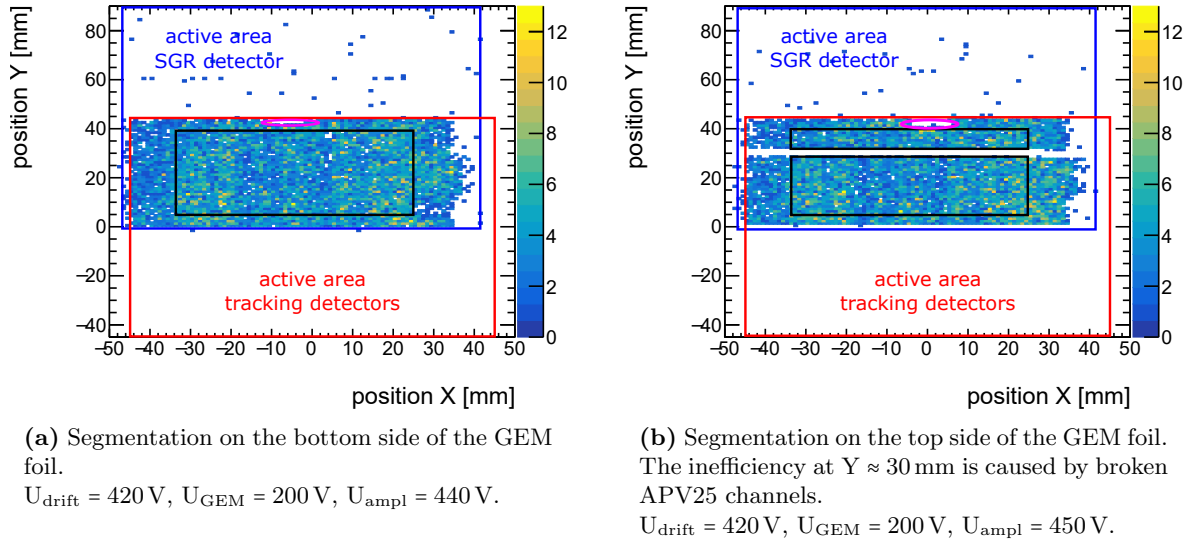 position Y [mm]
80
60
40
20
0
−20
−40
active area
SGR detector
active area
tracking detectors
12
10
8
6
4
2
0
−50 −40 −30 −20 −10 0 10 20 30 40 50
position X [mm]
(a) Segmentation on the bottom side of the GEM
foil.
U_drift = 420 V, U_GEM = 200 V, U_ampl = 440 V.
position Y [mm]
80
60
40
20
0
−20
−40
active area
SGR detector
active area
tracking detectors
12
10
8
6
4
2
0
−50 −40 −30 −20 −10 0 10 20 30 40 50
position X [mm]
(b) Segmentation on the top side of the GEM foil.
The inefficiency at Y ≈ 30 mm is caused by broken
APV25 channels.
U_drift = 420 V, U_GEM = 200 V, U_ampl = 450 V.